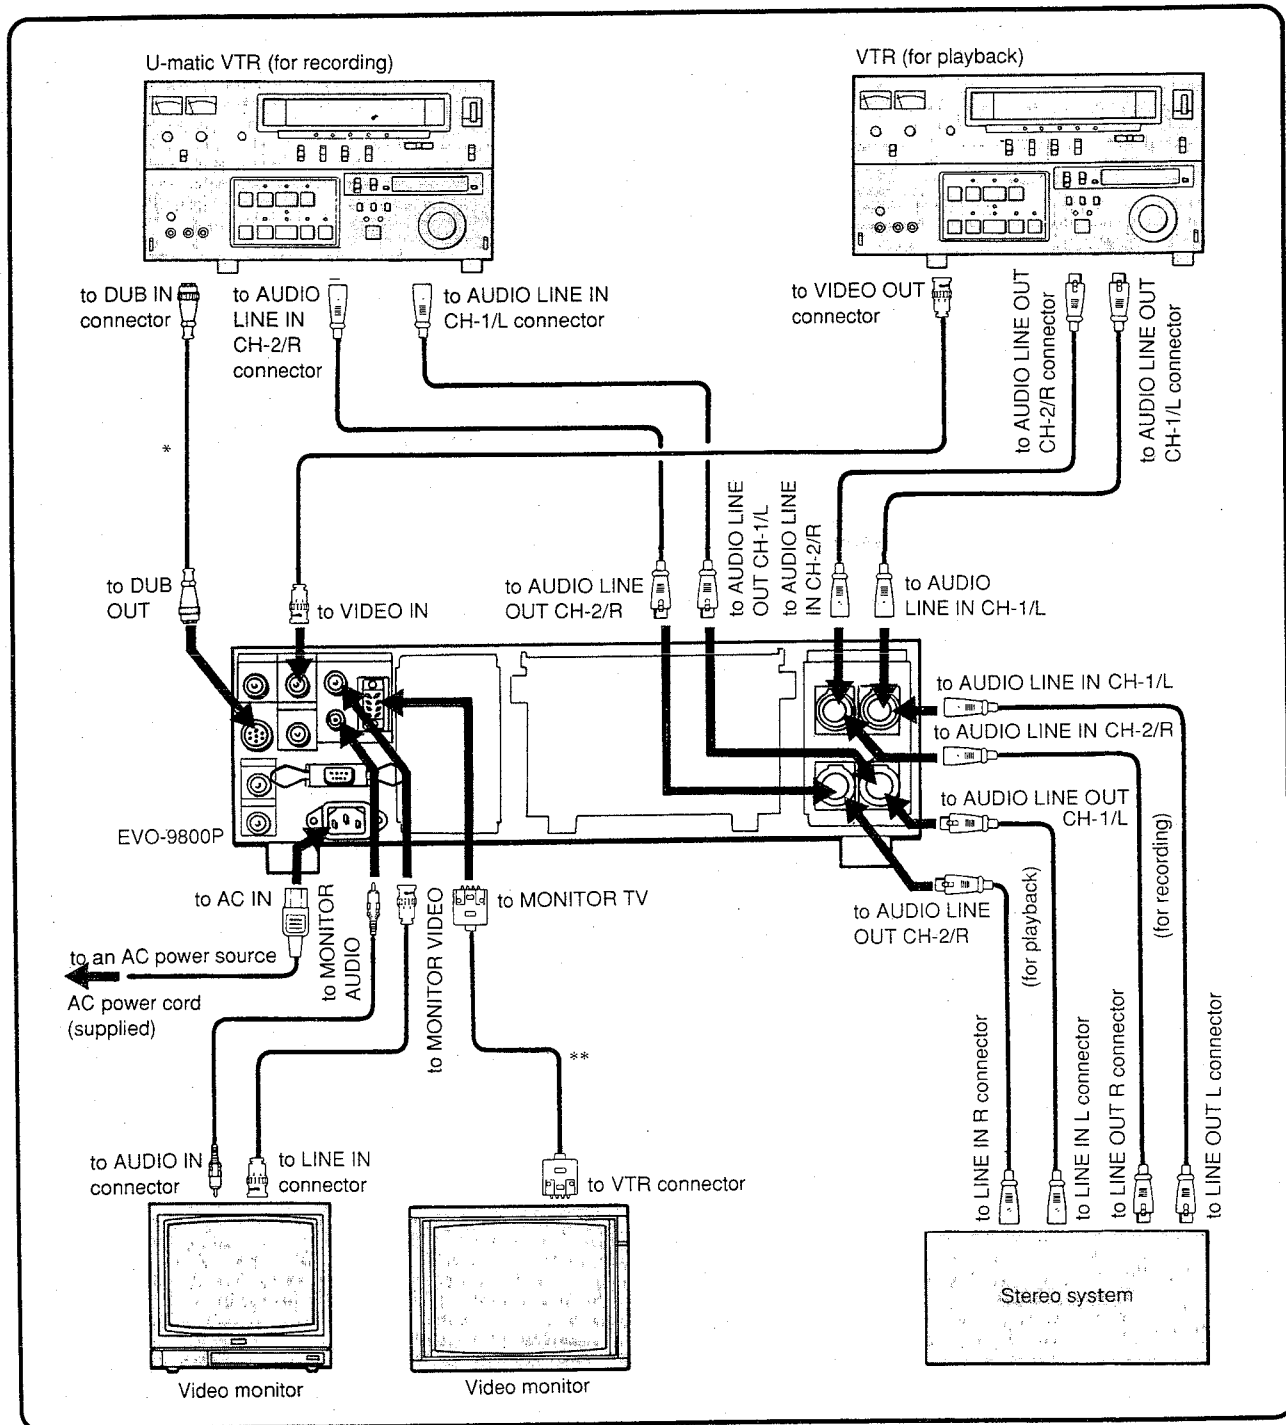 U-matic VTR (for recording)
VTR (for playback)
to DUB IN
connector
to AUDIO
LINE IN
CH-2/R
connector
to AUDIO LINE IN
CH-1/L connector
to VIDEO OUT
connector
to AUDIO LINE OUT
CH-2/R connector
to AUDIO LINE OUT
CH-1/L connector
*
to DUB
OUT
to VIDEO IN
to AUDIO LINE
OUT CH-2/R
to AUDIO LINE
OUT CH-1/L
to AUDIO LINE
IN CH-2/R
to AUDIO
LINE IN CH-1/L
to AUDIO LINE IN CH-1/L
to AUDIO LINE IN CH-2/R
to AUDIO LINE OUT
CH-1/L
EVO-9800P
to AC IN
to MONITOR
AUDIO
to MONITOR VIDEO
to MONITOR TV
to AUDIO LINE
OUT CH-2/R
(for playback)
(for recording)
to an AC power source
AC power cord
(supplied)
**
to AUDIO IN
connector
to LINE IN
connector
to VTR connector
to LINE IN R connector
to LINE IN L connector
to LINE OUT R connector
to LINE OUT L connector
Stereo system
Video monitor
Video monitor